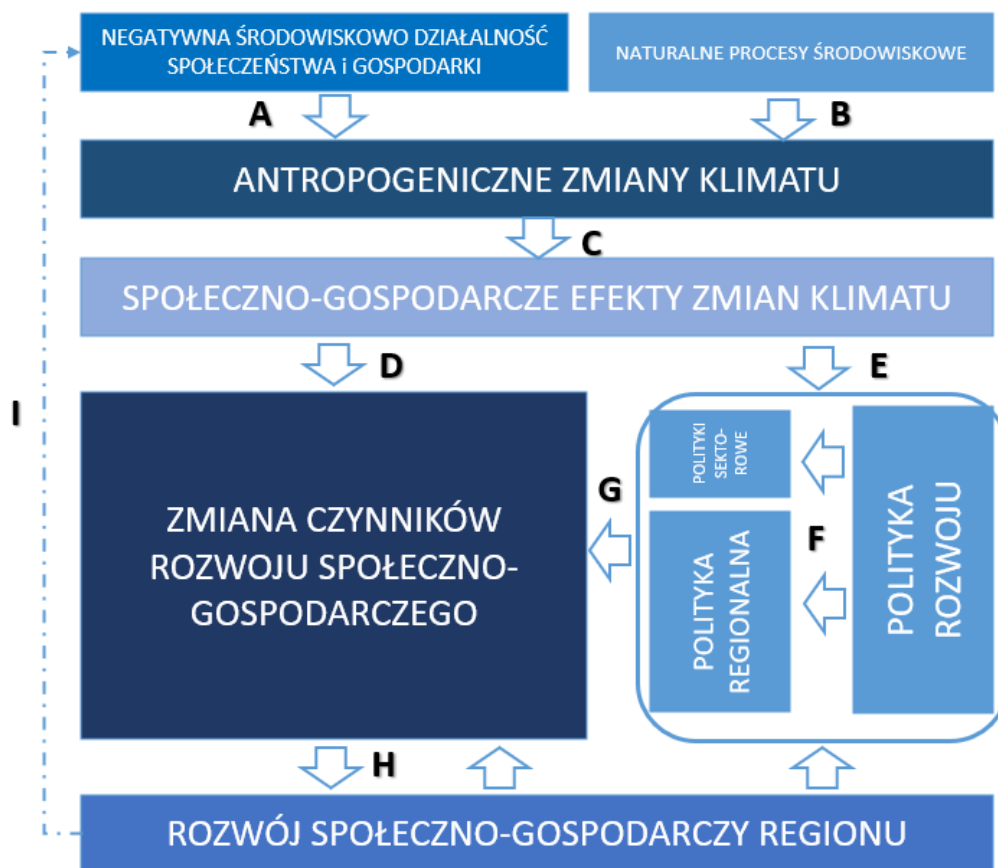 NEGATYWNA ŚRODOWISKOWO DZIAŁALNOŚĆ
SPOŁECZEŃSTWA i GOSPODARKI
NATURALNE PROCESY ŚRODOWISKOWE
A
B
ANTROPOGENICZNE ZMIANY KLIMATU
C
SPOŁECZNO-GOSPODARCZE EFEKTY ZMIAN KLIMATU
D
E
I
ZMIANA CZYNNIKÓW
ROZWOJU SPOŁECZNO-
GOSPODARCZEGO
G
POLITYKI
SEKTO-
ROWE
POLITYKA
REGIONALNA
F
POLITYKA
ROZWOJU
H
ROZWÓJ SPOŁECZNO-GOSPODARCZY REGIONU